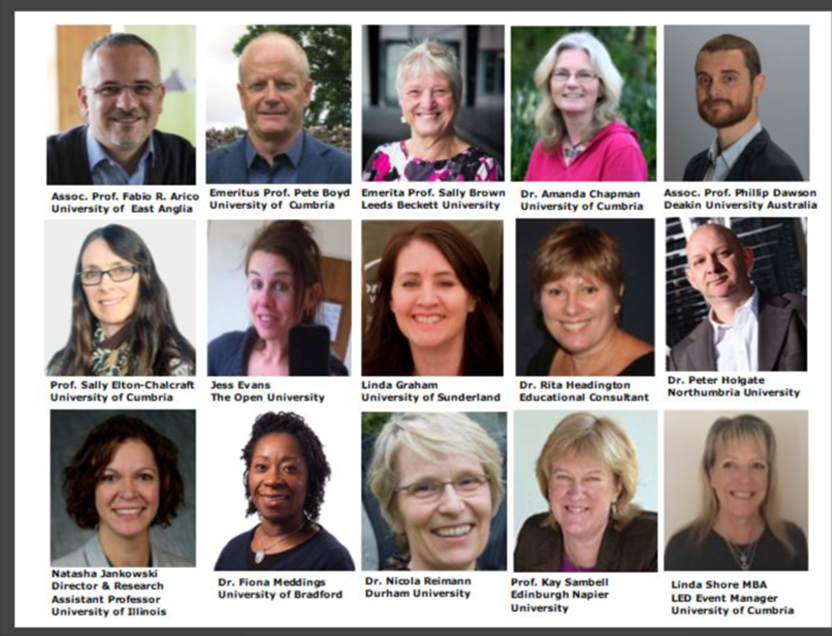 Assoc. Prof. Fabio R. Arico
University of East Anglia
Emeritus Prof. Pete Boyd
University of Cumbria
Emerita Prof. Sally Brown
Leeds Beckett University
Dr. Amanda Chapman
University of Cumbria
Assoc. Prof. Phillip Dawson
Deakin University Australia
Prof. Sally Elton-Chalcraft
University of Cumbria
Jess Evans
The Open University
Linda Graham
University of Sunderland
Dr. Rita Headington
Educational Consultant
Dr. Peter Holgate
Northumbria University
Natasha Jankowski
Director & Research
Assistant Professor
University of Illinois
Dr. Fiona Meddings
University of Bradford
Dr. Nicola Reimann
Durham University
Prof. Kay Sambell
Edinburgh Napier
University
Linda Shore MBA
LED Event Manager
University of Cumbria